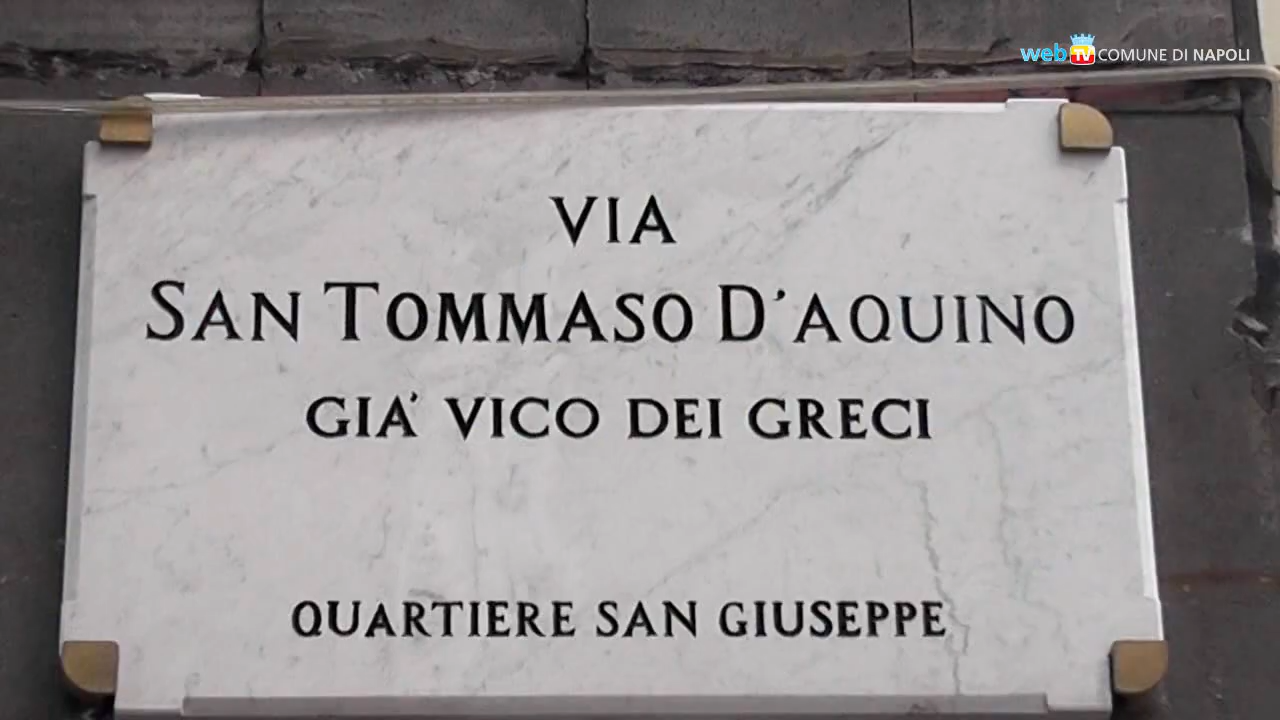 web TV COMUNE DI NAPOLI
VIA
SAN TOMMASO D'AQUINO
GIA' VICO DEI GRECI
QUARTIERE SAN GIUSEPPE